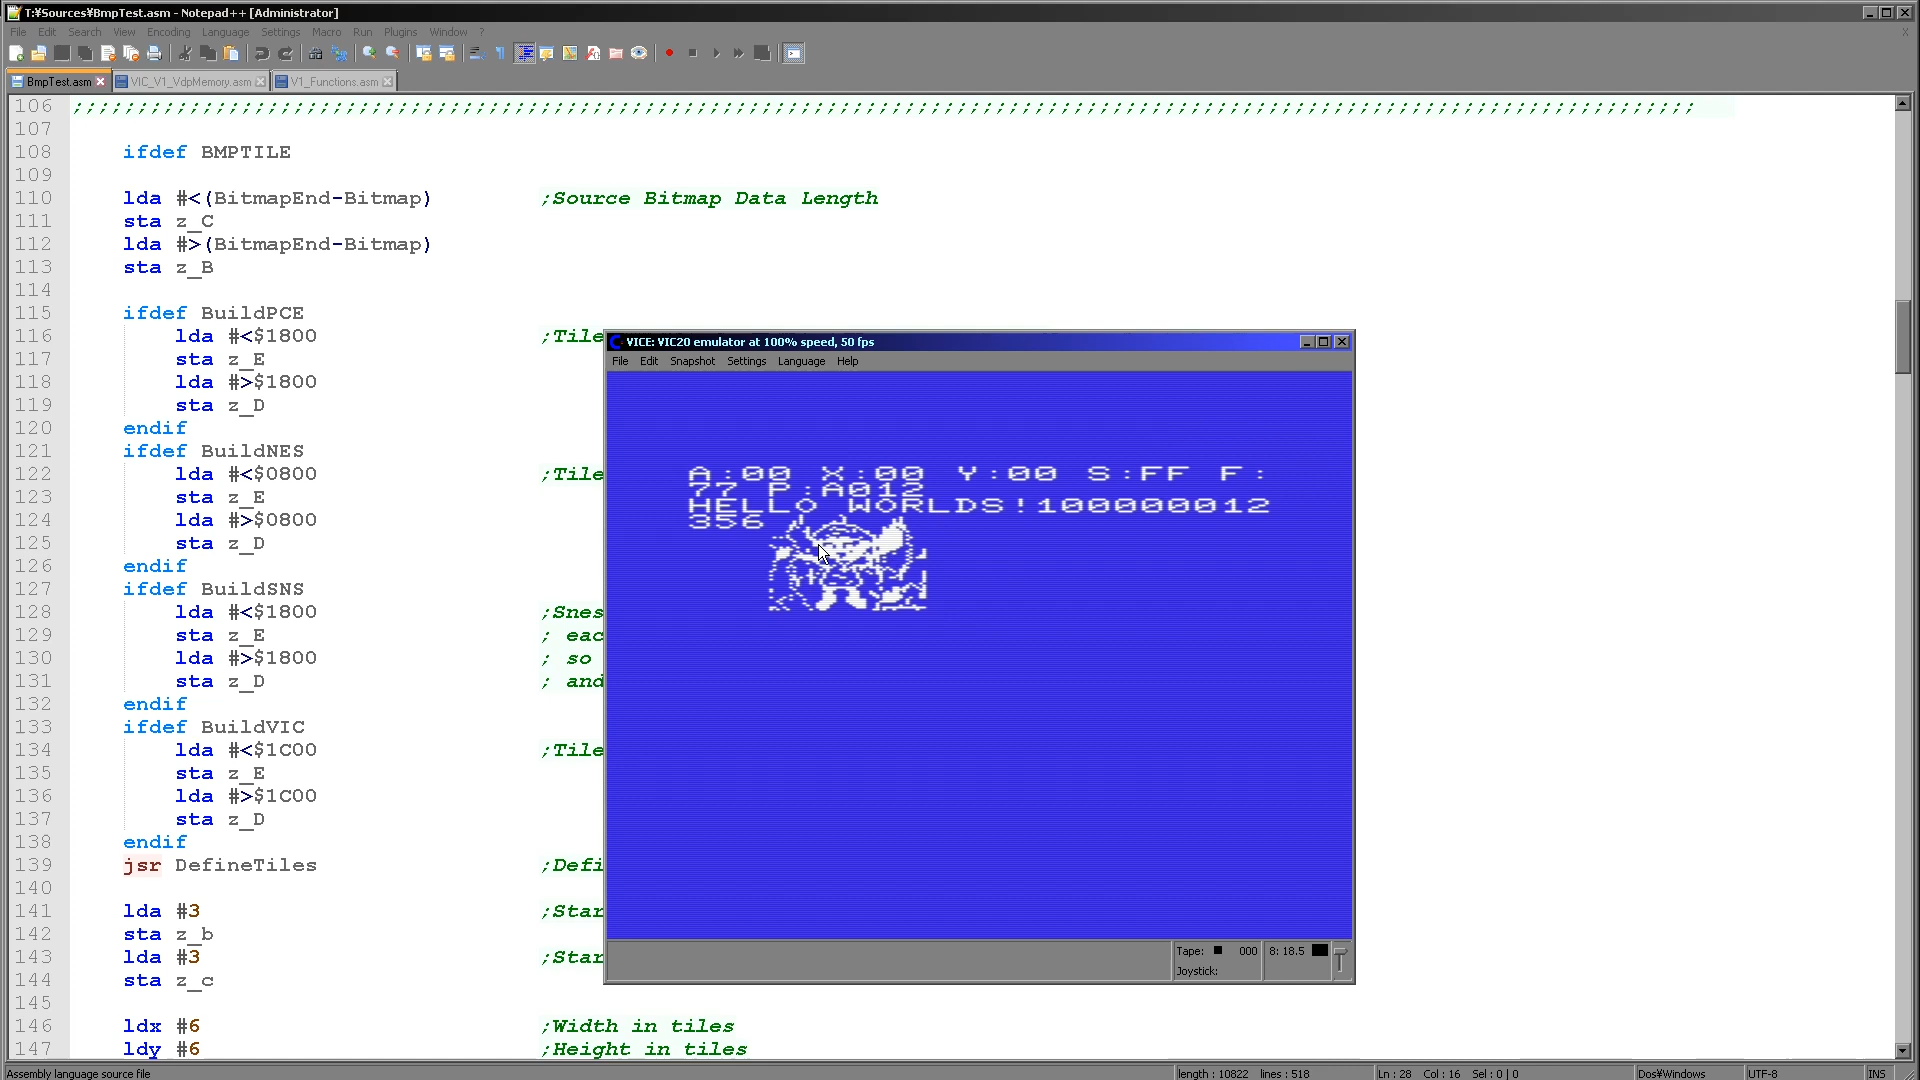 T:¥Sources¥BmpTest.asm - Notepad++ [Administrator]
File Edit Search View Encoding Language Settings Macro Run Plugins Window ? X
BmpTest.asm VIC_V1_VdpMemory.asm V1_Functions.asm
106 ;;;;;;;;;;;;;;;;;;;;;;;;;;;;;;;;;;;;;;;;;;;;;;;;;;;;;;;;;;;;;;;;;;;;;;;;;;;;;;;;;;;;;;;;;;;;;;;;;;;;;;;;;;;;;;;;;;;;;;;;;;;;;
107
108 ifdef BMPTILE
109
110 lda #<(BitmapEnd-Bitmap) ;Source Bitmap Data Length
111 sta z_C
112 lda #>(BitmapEnd-Bitmap)
113 sta z_B
114
115 ifdef BuildPCE
116 lda #<$1800 ;Tile
117 sta z_E
118 lda #>$1800
119 sta z_D
120 endif
121 ifdef BuildNES
122 lda #<$0800 ;Tile
123 sta z_E
124 lda #>$0800
125 sta z_D
126 endif
127 ifdef BuildSNS
128 lda #<$1800 ;Snes
129 sta z_E ; eac
130 lda #>$1800 ; so
131 sta z_D ; and
132 endif
133 ifdef BuildVIC
134 lda #<$1C00 ;Tile
135 sta z_E
136 lda #>$1C00
137 sta z_D
138 endif
139 jsr DefineTiles ;Defi
140
141 lda #3 ;Star
142 sta z_b
143 lda #3 ;Star
144 sta z_c
145
146 ldx #6 ;Width in tiles
147 ldy #6 ;Height in tiles
VICE: VIC20 emulator at 100% speed, 50 fps
File Edit Snapshot Settings Language Help
A:00 X:00 Y:00 S:FF F:
77 P:A012
HELLO WORLDS!100000012
356
Tape: 000 8: 18.5
Joystick:
Assembly language source file length : 10822 lines : 518 Ln : 28 Col : 16 Sel : 0 | 0 Dos¥Windows UTF-8 INS